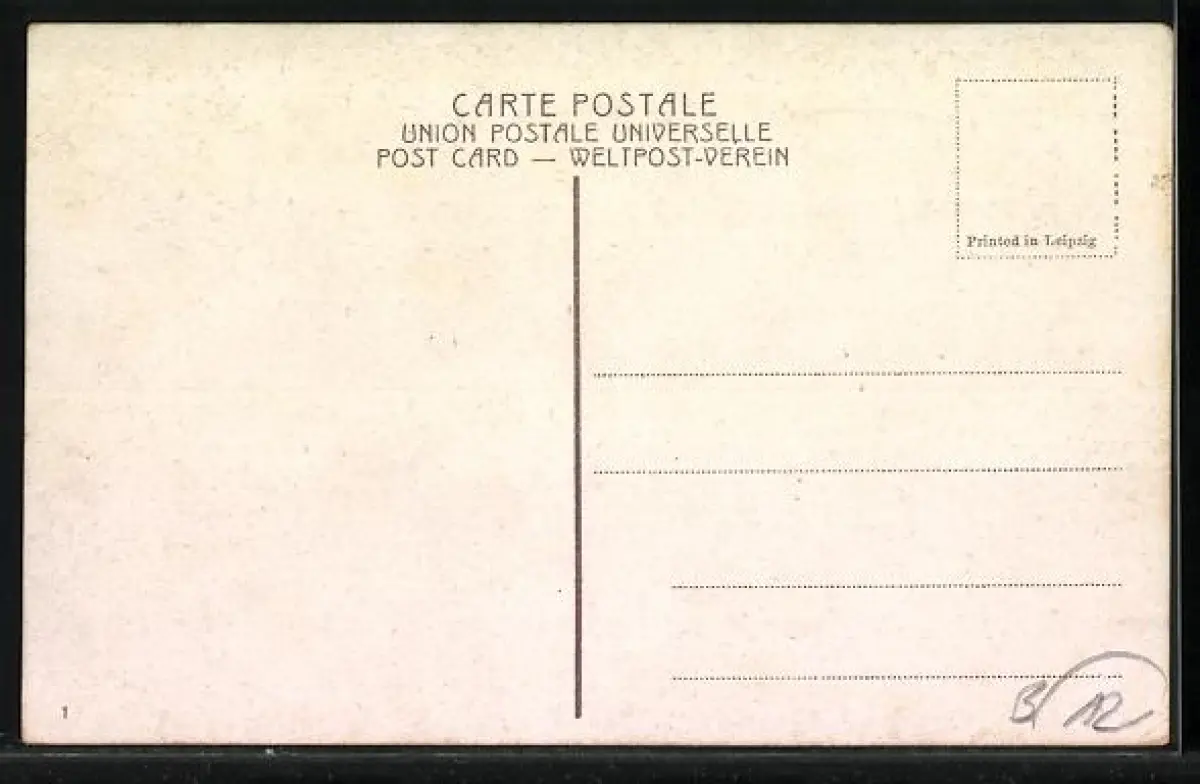 CARTE POSTALE
UNION POSTALE UNIVERSELLE
POST CARD — WELTPOST-VEREIN
Printed in Leipzig
1